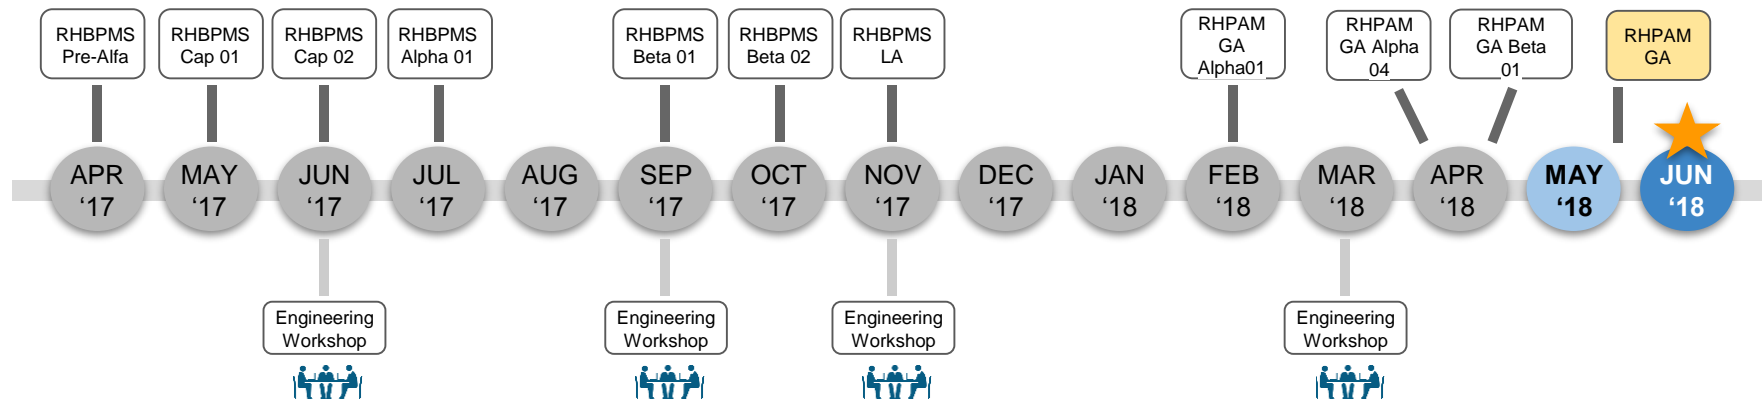 RHBPMS
Pre-Alfa
RHBPMS
Cap 01
RHBPMS
Cap 02
RHBPMS
Alpha 01
RHBPMS
Beta 01
RHBPMS
Beta 02
RHBPMS
LA
RHPAM
GA
Alpha01
RHPAM
GA Alpha
04
RHPAM
GA Beta
01
RHPAM
GA
APR
‘17
MAY
‘17
JUN
‘17
JUL
‘17
AUG
‘17
SEP
‘17
OCT
‘17
NOV
‘17
DEC
‘17
JAN
‘18
FEB
‘18
MAR
‘18
APR
‘18
MAY
‘18
JUN
‘18
Engineering
Workshop
Engineering
Workshop
Engineering
Workshop
Engineering
Workshop